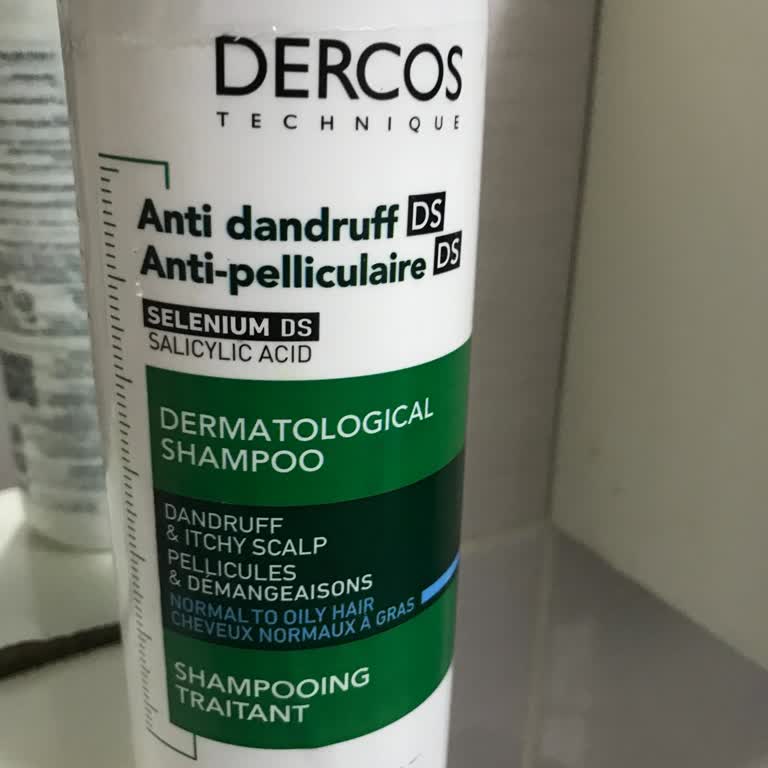 DERCOS
TECHNIQUE
Anti dandruff DS
Anti-pelliculaire DS
SELENIUM DS
SALICYLIC ACID
DERMATOLOGICAL
SHAMPOO
DANDRUFF
& ITCHY SCALP
PELLICULES
& DÉMANGEAISONS
NORMAL TO OILY HAIR
CHEVEUX NORMAUX À GRAS
SHAMPOOING
TRAITANT